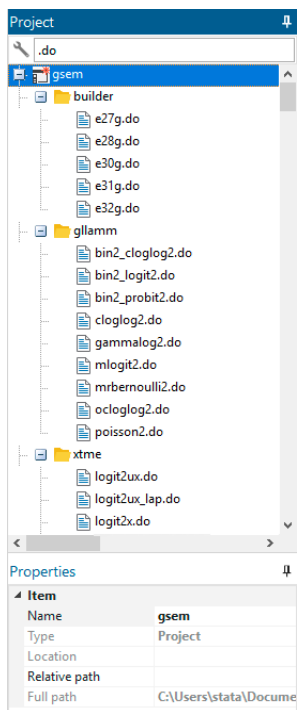 Project
.do
gsem
builder
e27g.do
e28g.do
e30g.do
e31g.do
e32g.do
gllamm
bin2_cloglog2.do
bin2_logit2.do
bin2_probit2.do
cloglog2.do
gammalog2.do
mlogit2.do
mrbernoulli2.do
ocloglog2.do
poisson2.do
xtme
logit2ux.do
logit2ux_lap.do
logit2x.do
Properties
Item
Name gsem
Type Project
Location
Relative path
Full path C:\Users\stata\Docume